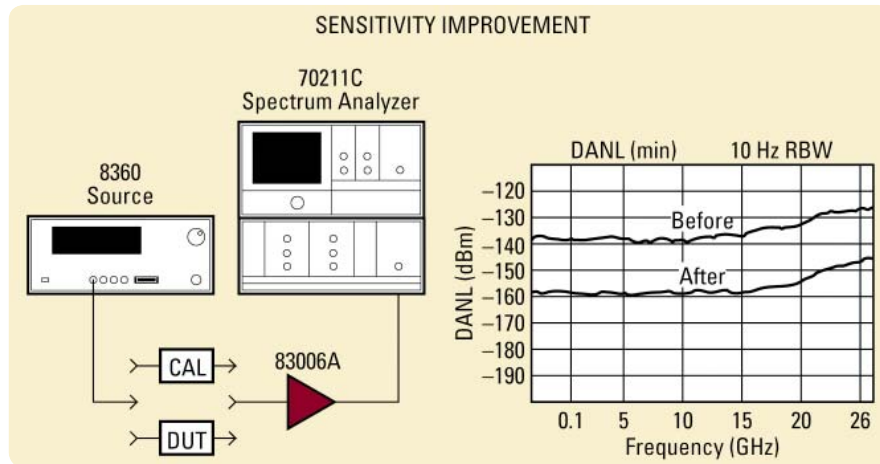 SENSITIVITY IMPROVEMENT
70211C
Spectrum Analyzer
8360
Source
CAL
83006A
DUT
DANL (min) 10 Hz RBW
DANL (dBm)
–120
–130
–140
–150
–160
–170
–180
–190
Before
After
0.1 5 10 15 20 26
Frequency (GHz)